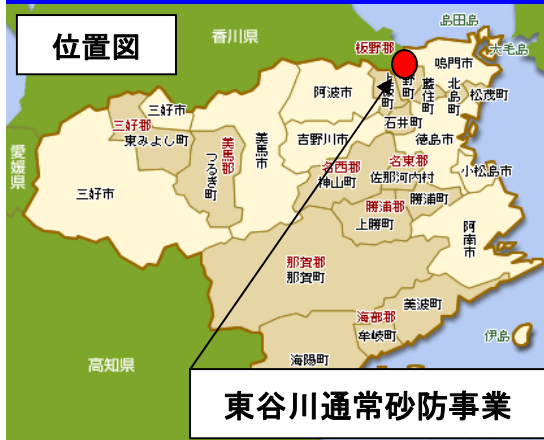 位置図
香川県
島田島
大毛島
板野郡
鳴門市
上板町
野町
藍住町
北島町
松茂町
阿波市
三好市
三好郡
東みよし町
美馬郡
つるぎ町
美馬市
吉野川市
石井町
徳島市
愛媛県
三好市
名西郡
神山町
名東郡
佐那河内村
小松島市
勝浦郡
勝浦町
上勝町
阿南市
那賀郡
那賀町
美波町
海部郡
牟岐町
伊島
高知県
海陽町
東谷川通常砂防事業